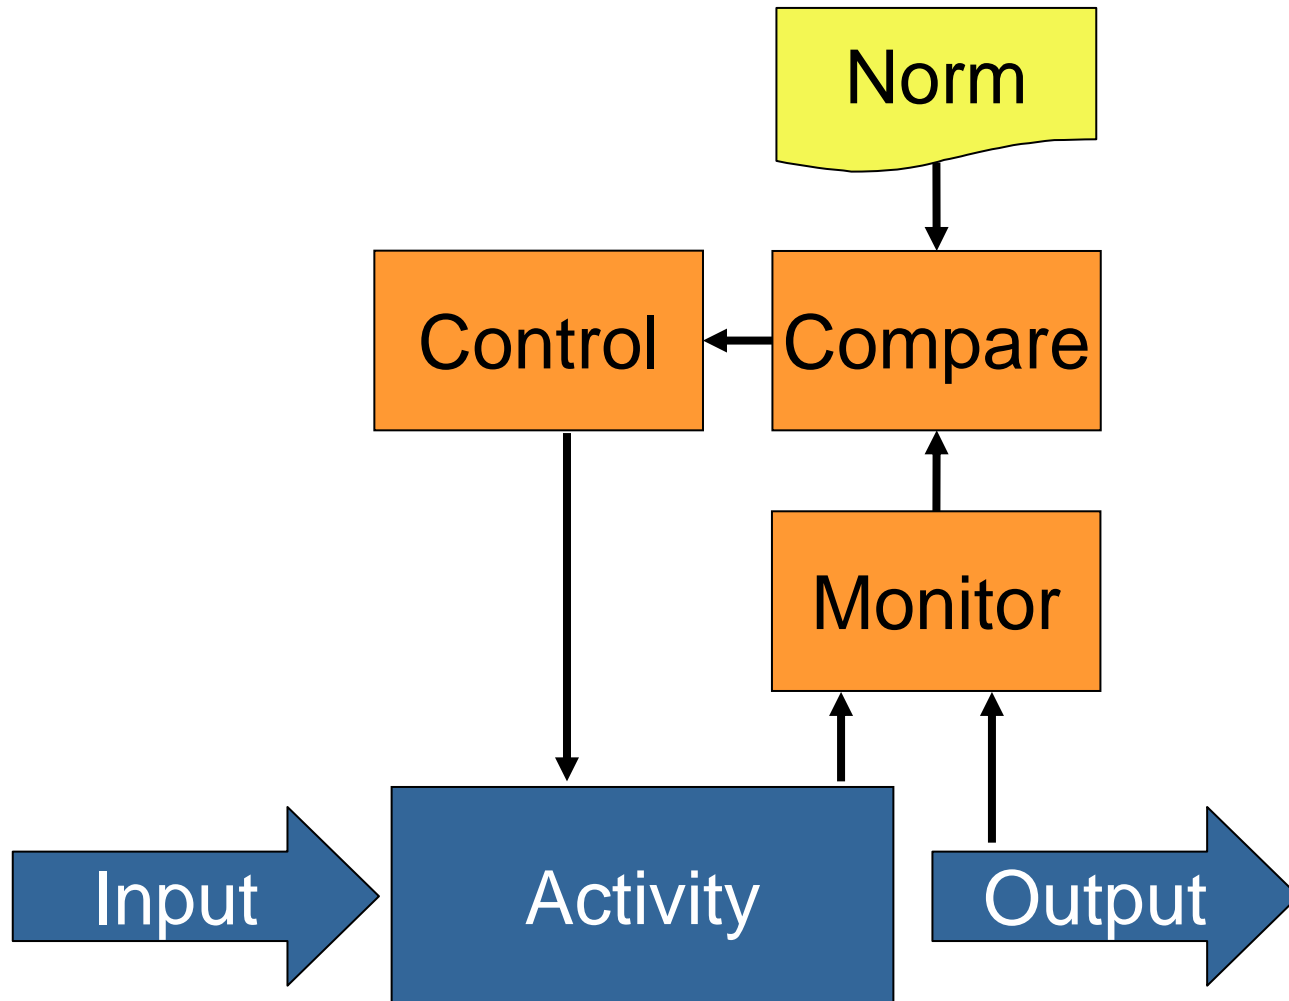 Norm
Control
Compare
Monitor
Input
Activity
Output